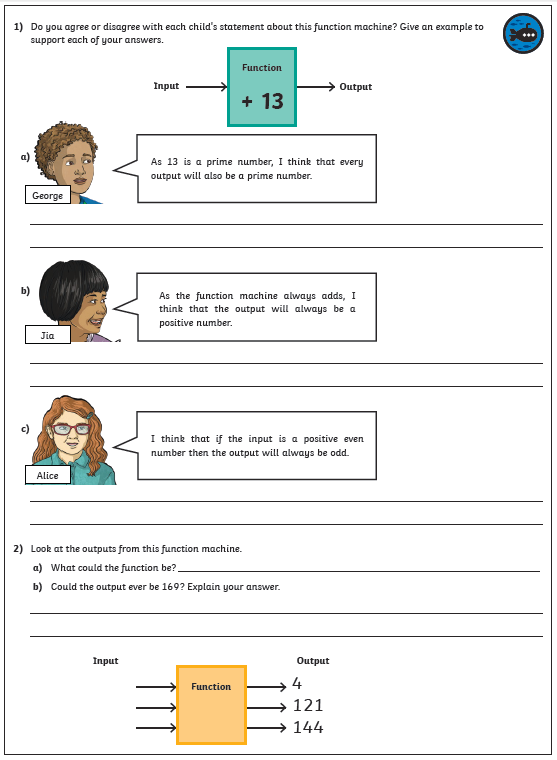 1) Do you agree or disagree with each child's statement about this function machine? Give an example to
support each of your answers.
Function
Input
Output
+ 13
a)
As 13 is a prime number, I think that every
output will also be a prime number.
George
b)
As the function machine always adds, I
think that the output will always be a
positive number.
Jia
c)
I think that if the input is a positive even
number then the output will always be odd.
Alice
2) Look at the outputs from this function machine.
a) What could the function be?
b) Could the output ever be 169? Explain your answer.
Input
Output
Function
4
121
144